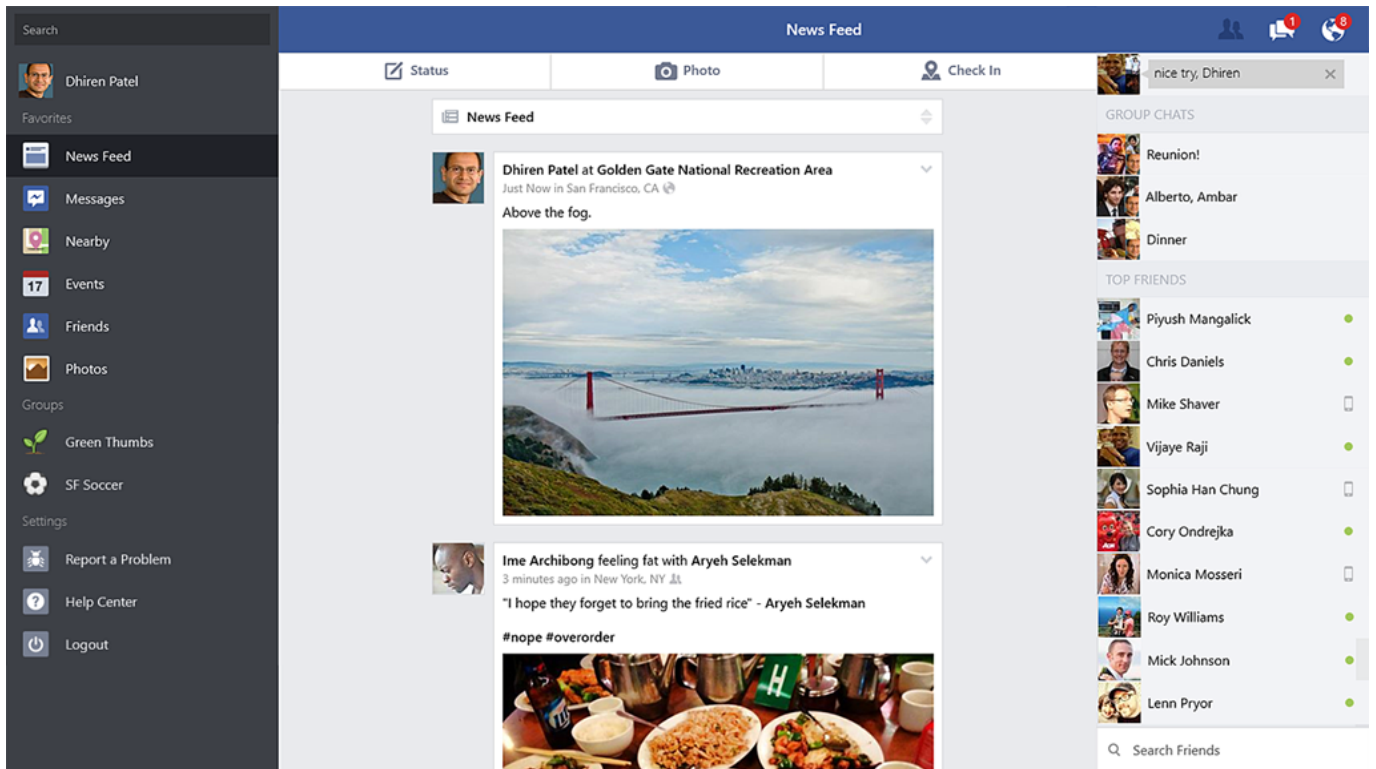 Search
Dhiren Patel
Favorites
News Feed
Messages
Nearby
17
Events
Friends
Photos
Groups
Green Thumbs
SF Soccer
Settings
Report a Problem
?
Help Center
Logout
News Feed
1
8
Status
Photo
Check In
News Feed
Dhiren Patel at Golden Gate National Recreation Area
Just Now in San Francisco, CA
Above the fog.
Ime Archibong feeling fat with Aryeh Selekman
3 minutes ago in New York, NY
"I hope they forget to bring the fried rice" - Aryeh Selekman
#nope #overorder
H
nice try, Dhiren
GROUP CHATS
Reunion!
Alberto, Ambar
Dinner
TOP FRIENDS
Piyush Mangalick
Chris Daniels
Mike Shaver
Vijaye Raji
Sophia Han Chung
Cory Ondrejka
Monica Mosseri
Roy Williams
Mick Johnson
Lenn Pryor
Search Friends